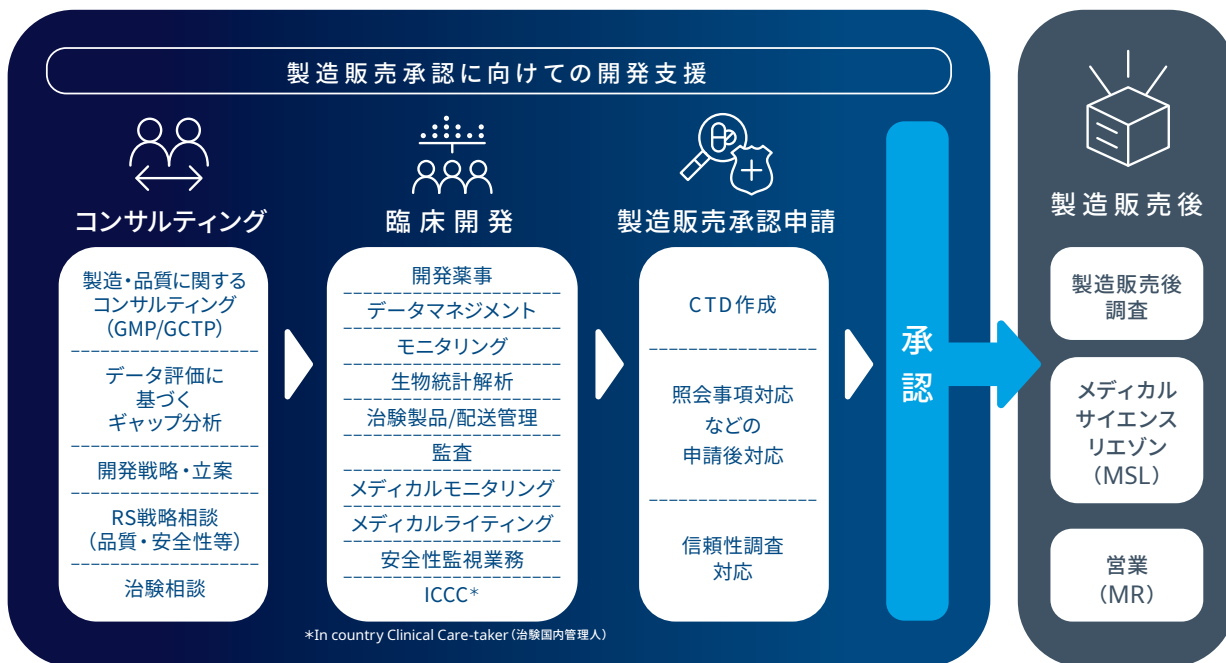 製造販売承認に向けての開発支援
コンサルティング
製造・品質に関する
コンサルティング
（GMP/GCTP）
データ評価に
基づく
ギャップ分析
開発戦略・立案
RS戦略相談
（品質・安全性等）
治験相談
臨床開発
開発薬事
データマネジメント
モニタリング
生物統計解析
治験製品/配送管理
監査
メディカルモニタリング
メディカルライティング
安全性監視業務
ICCC＊
＊In country Clinical Care-taker（治験国内管理人）
製造販売承認申請
CTD作成
照会事項対応
などの
申請後対応
信頼性調査
対応
承認
製造販売後
製造販売後
調査
メディカル
サイエンス
リエゾン
（MSL）
営業
（MR）